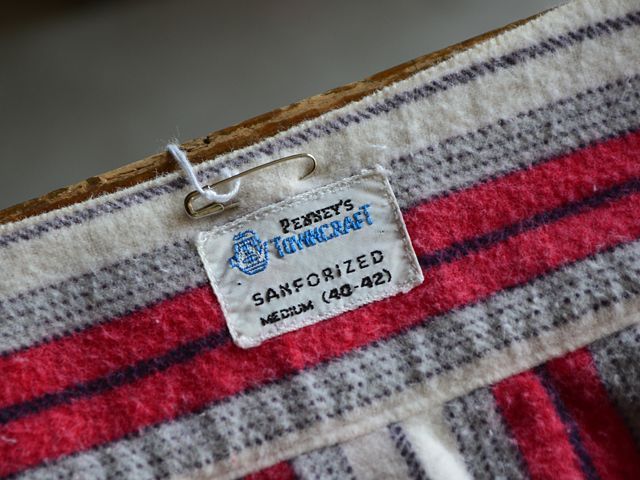 PENNEY'S
TOWNCRAFT
SANFORIZED
MEDIUM (40-42)